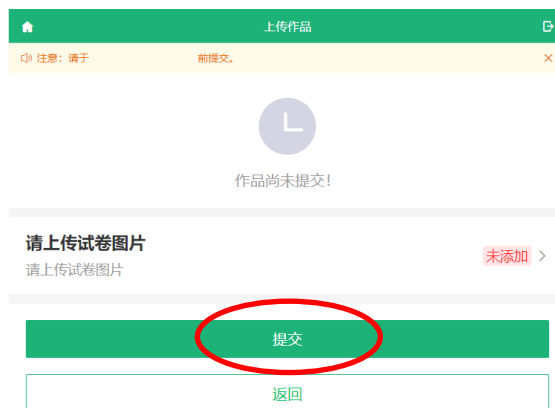 上传作品
注意：请于 前提交。
作品尚未提交！
请上传试卷图片
请上传试卷图片
未添加
提交
返回